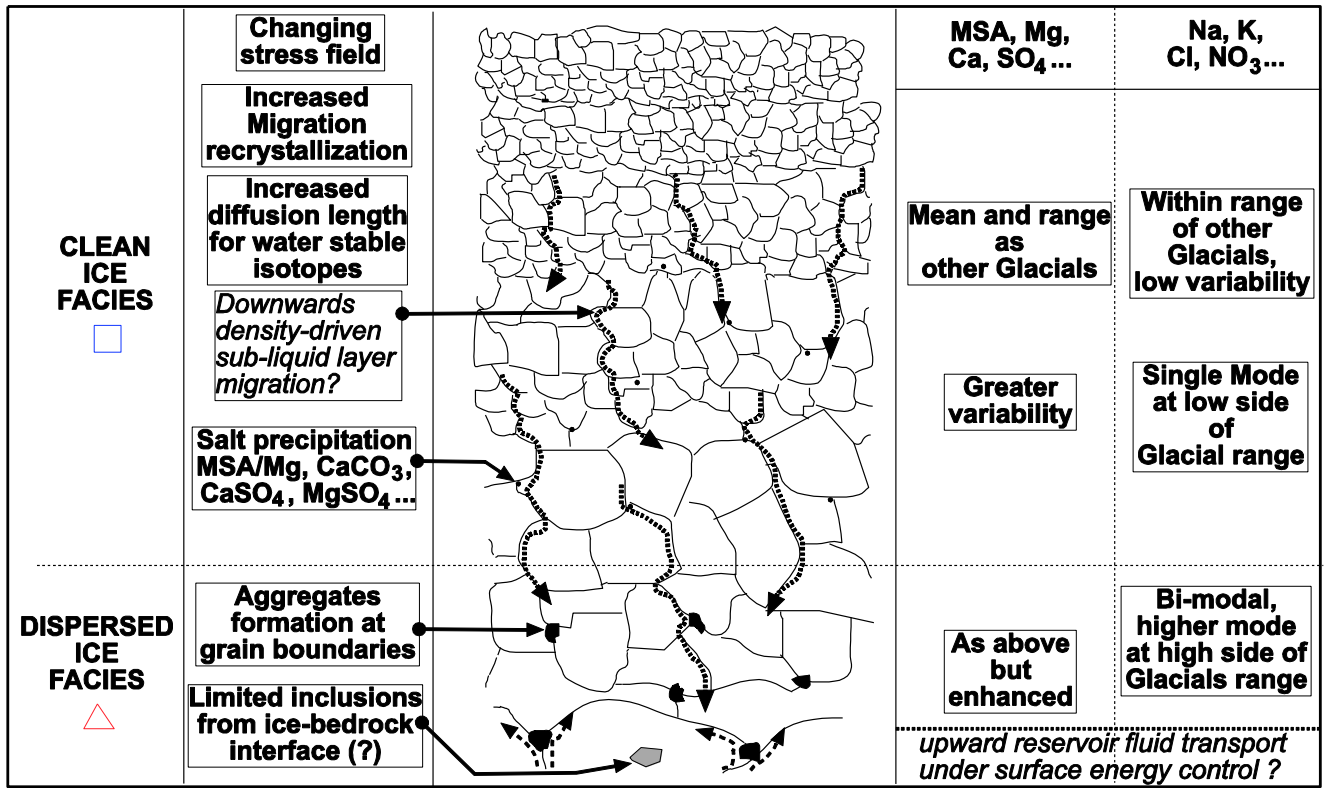 CLEAN
ICE
FACIES
DISPERSED
ICE
FACIES
Changing
stress field
Increased
Migration
recrystallization
Increased
diffusion length
for water stable
isotopes
Downwards
density-driven
sub-liquid layer
migration?
Salt precipitation
MSA/Mg, CaCO3,
CaSO4, MgSO4...
Aggregates
formation at
grain boundaries
Limited inclusions
from ice-bedrock
interface (?)
MSA, Mg,
Ca, SO4...
Mean and range
as
other Glacials
Greater
variability
As above
but
enhanced
Na, K,
Cl, NO3...
Within range
of other
Glacials,
low variability
Single Mode
at low side
of
Glacial range
Bi-modal,
higher mode
at high side of
Glacials range
upward reservoir fluid transport
under surface energy control ?